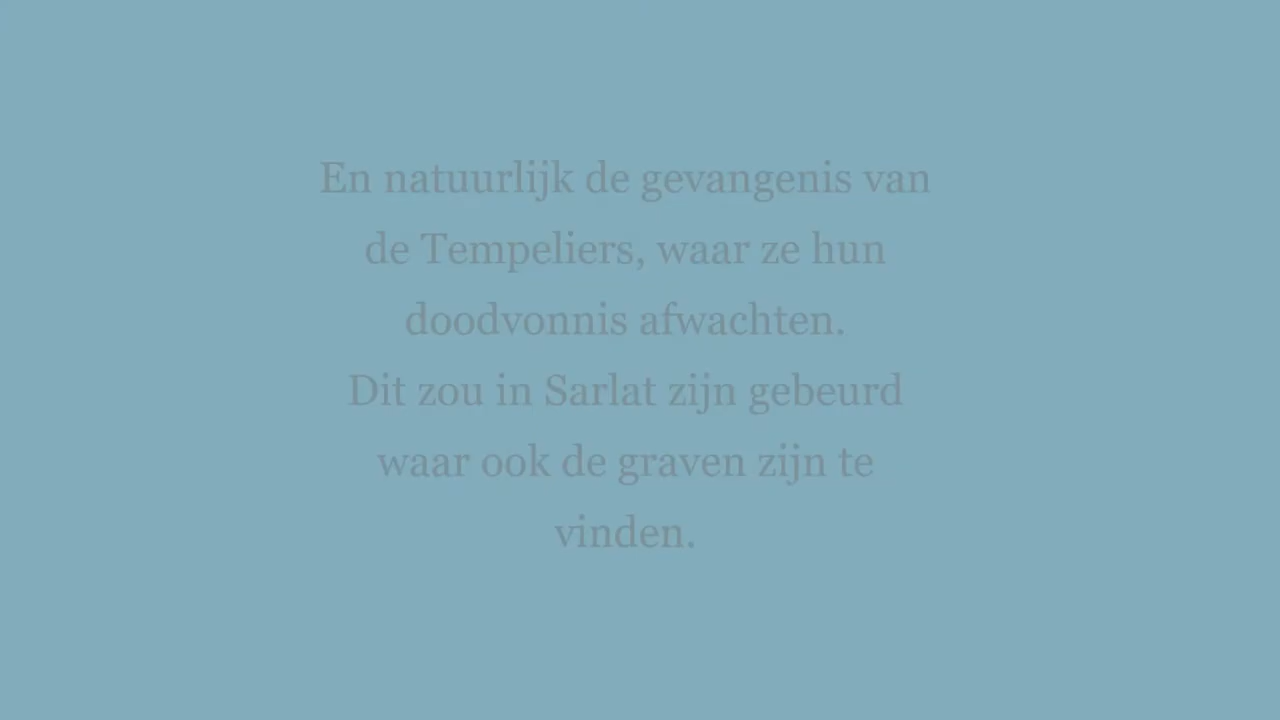 En natuurlijk de gevangenis van
de Tempeliers, waar ze hun
doodvonnis afwachten.
Dit zou in Sarlat zijn gebeurd
waar ook de graven zijn te
vinden.